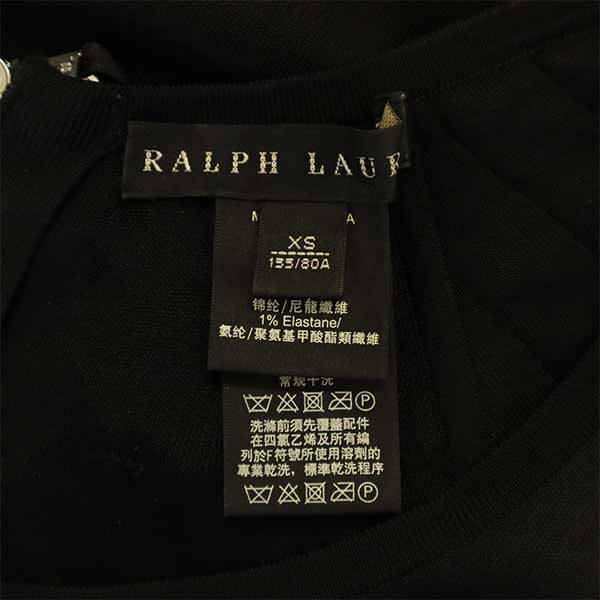 RALPH LAU
XS
155/80A
锦纶/尼龍纖維
1% Elastane/
氨纶/聚氨基甲酸酯類纖維
常规干洗
洗滌前須先覆蓋配件
在四氯乙烯及所有編
列於F符號所使用溶劑的
專業乾洗，標準乾洗程序